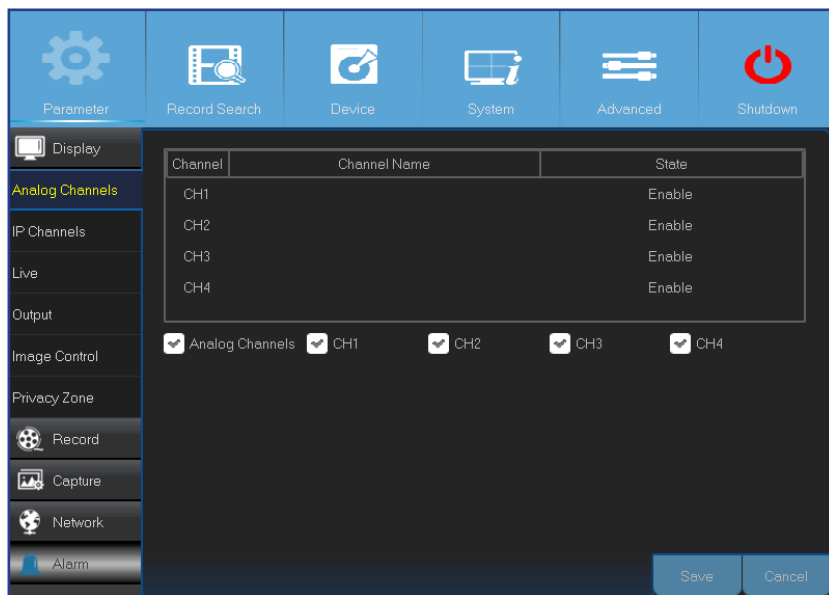 Parameter Record Search Device System Advanced Shutdown
Display
Analog Channels
IP Channels
Live
Output
Image Control
Privacy Zone
Record
Capture
Network
Alarm
Channel Channel Name State
CH1 Enable
CH2 Enable
CH3 Enable
CH4 Enable
Analog Channels CH1 CH2 CH3 CH4
Save Cancel